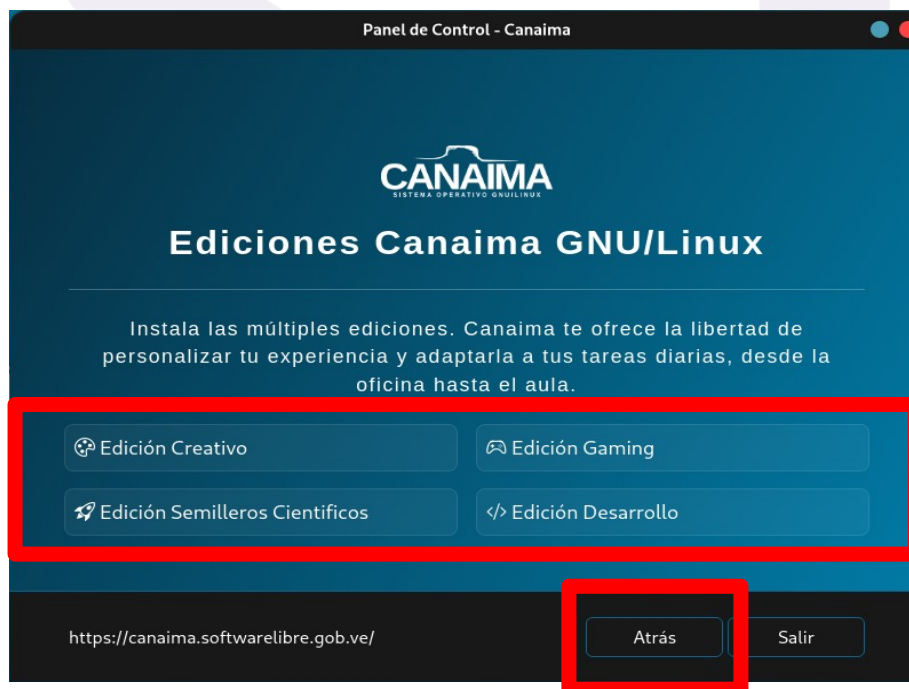 Panel de Control - Canaima
CANAIMA
SISTEMA OPERATIVO GNU/LINUX
Ediciones Canaima GNU/Linux
Instala las múltiples ediciones. Canaima te ofrece la libertad de
personalizar tu experiencia y adaptarla a tus tareas diarias, desde la
oficina hasta el aula.
Edición Creativo
Edición Gaming
Edición Semilleros Cientificos
</> Edición Desarrollo
https://canaima.softwarelibre.gob.ve/
Atrás
Salir